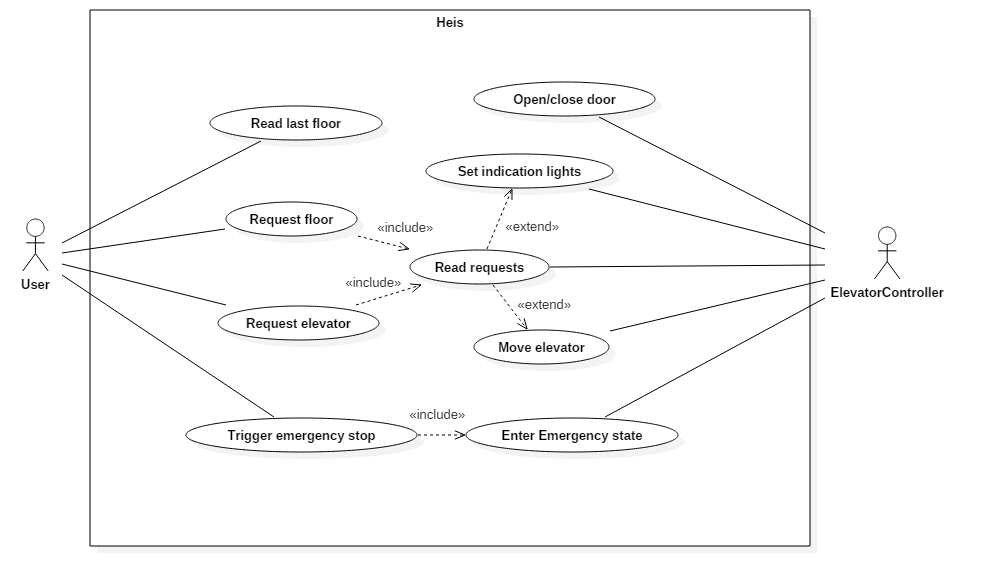 Heis
Open/close door
Read last floor
Set indication lights
Request floor
«include»
«extend»
Read requests
User
ElevatorController
«include»
«extend»
Request elevator
Move elevator
«include»
Trigger emergency stop
Enter Emergency state